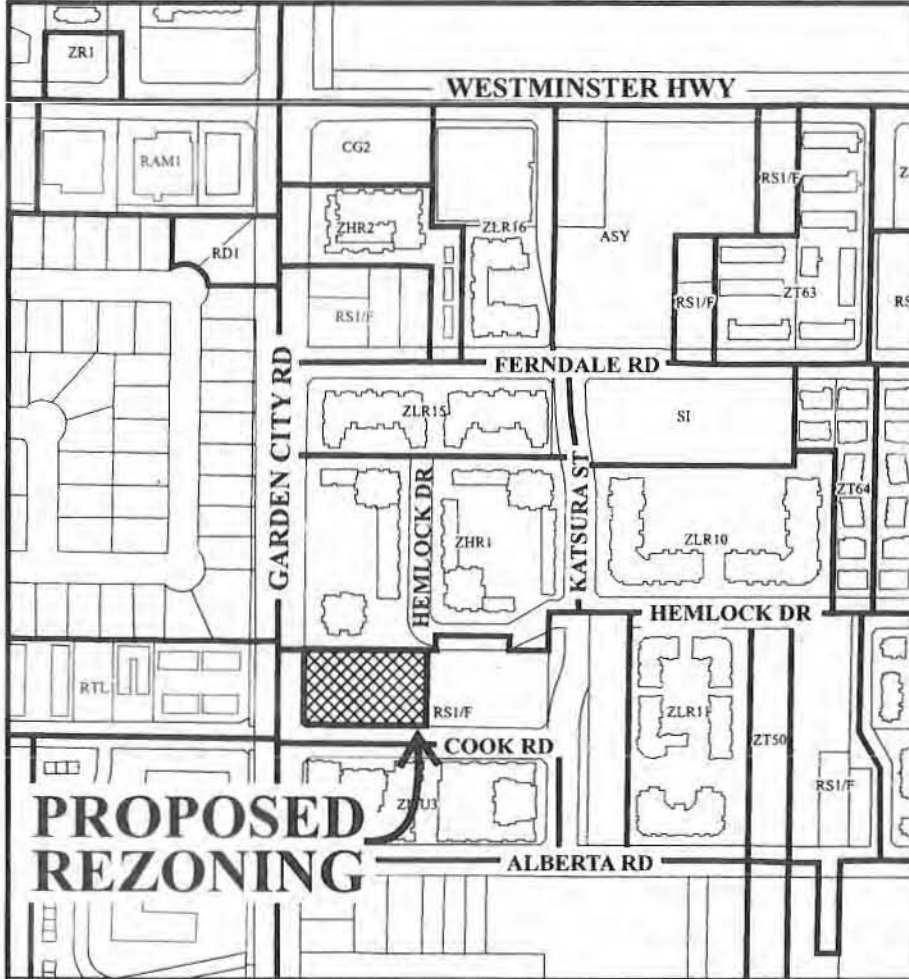 ZR1
WESTMINSTER HWY
CG2
RAM1
RS1/F
ZHR2
ZLR16
ASY
RD1
RS1/F
ZT63
RS1/F
FERNDALE RD
GARDEN CITY RD
ZLR15
SI
HEMLOCK DR
KATSURA ST
ZT64
ZHR1
ZLR10
HEMLOCK DR
RTL
RS1/F
ZLR11
COOK RD
ZT50
RS1/F
PROPOSED
REZONING
ALBERTA RD